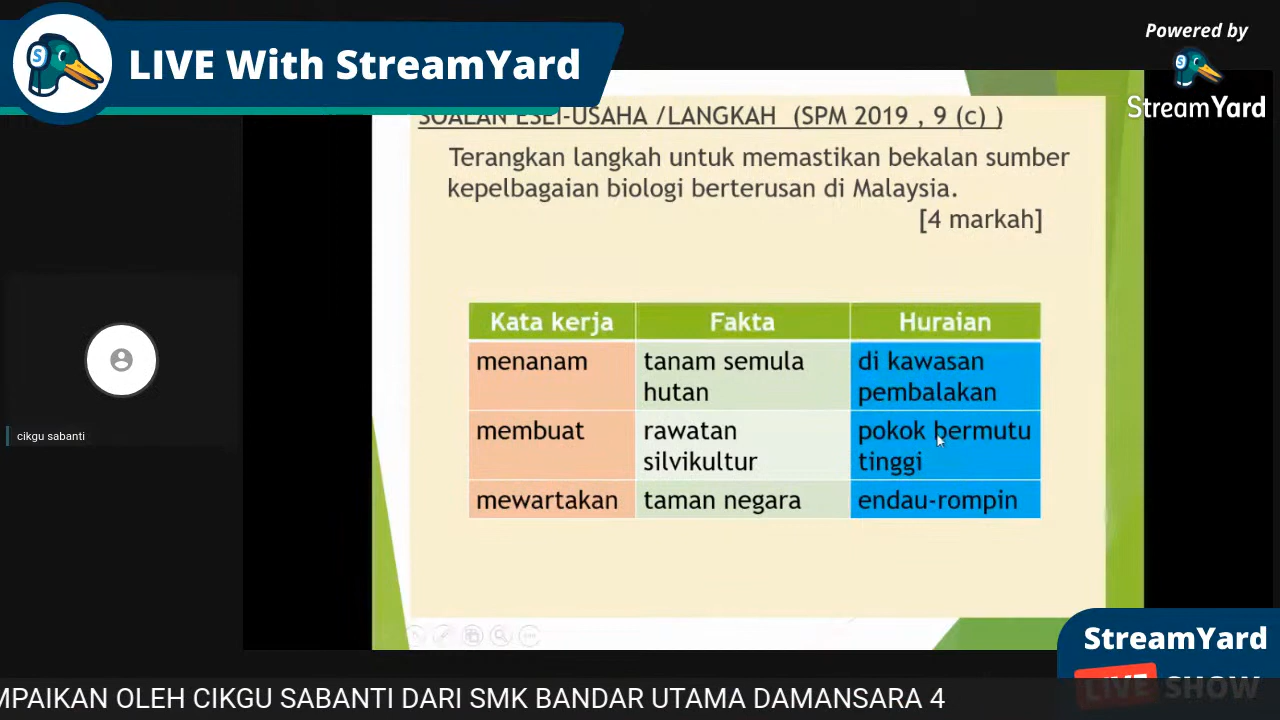 LIVE With StreamYard
Powered by
StreamYard
SOALAN ESEI-USAHA /LANGKAH (SPM 2019 , 9 (c) )
Terangkan langkah untuk memastikan bekalan sumber
kepelbagaian biologi berterusan di Malaysia.
[4 markah]
Kata kerja Fakta Huraian
menanam tanam semula hutan di kawasan pembalakan
membuat rawatan silvikultur pokok bermutu tinggi
mewartakan taman negara endau-rompin
cikgu sabanti
StreamYard
LIVE SHOW
MPAIKAN OLEH CIKGU SABANTI DARI SMK BANDAR UTAMA DAMANSARA 4